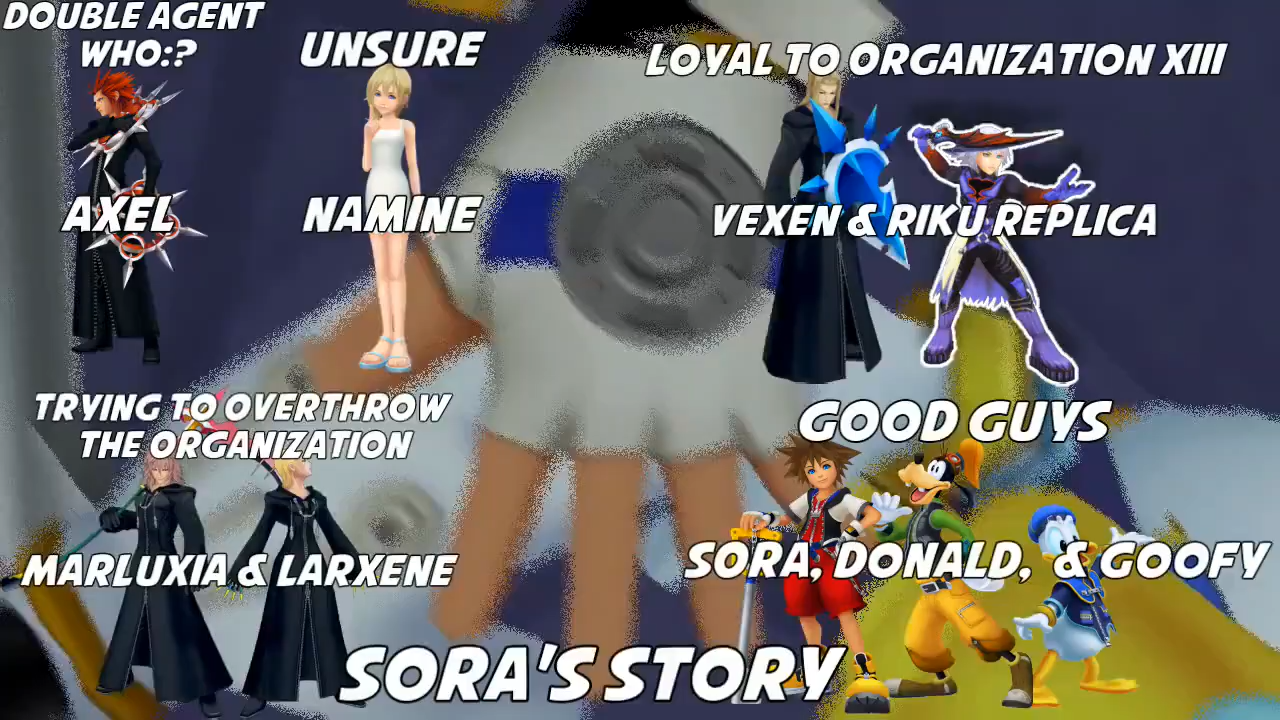 DOUBLE AGENT
WHO:?
UNSURE
LOYAL TO ORGANIZATION XIII
AXEL
NAMINE
VEXEN & RIKU REPLICA
TRYING TO OVERTHROW
THE ORGANIZATION
GOOD GUYS
MARLUXIA & LARXENE
SORA, DONALD, & GOOFY
SORA'S STORY